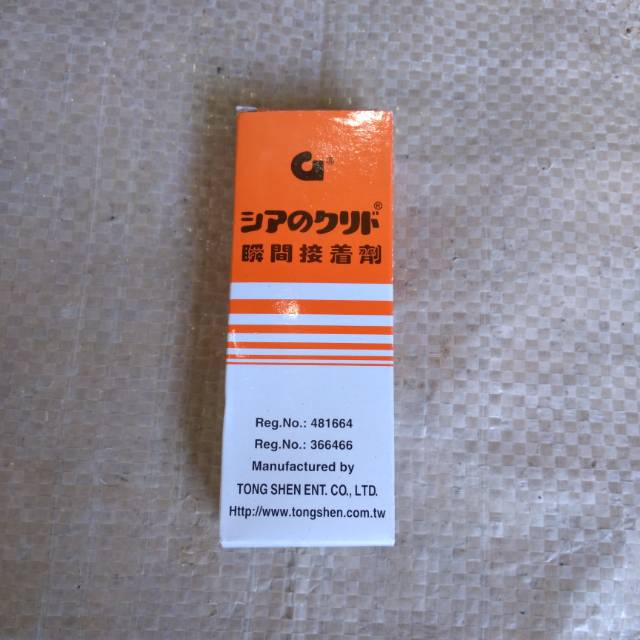 シアのクリド®
瞬間接着劑
Reg.No.: 481664
Reg.No.: 366466
Manufactured by
TONG SHEN ENT. CO., LTD.
Http://www.tongshen.com.tw